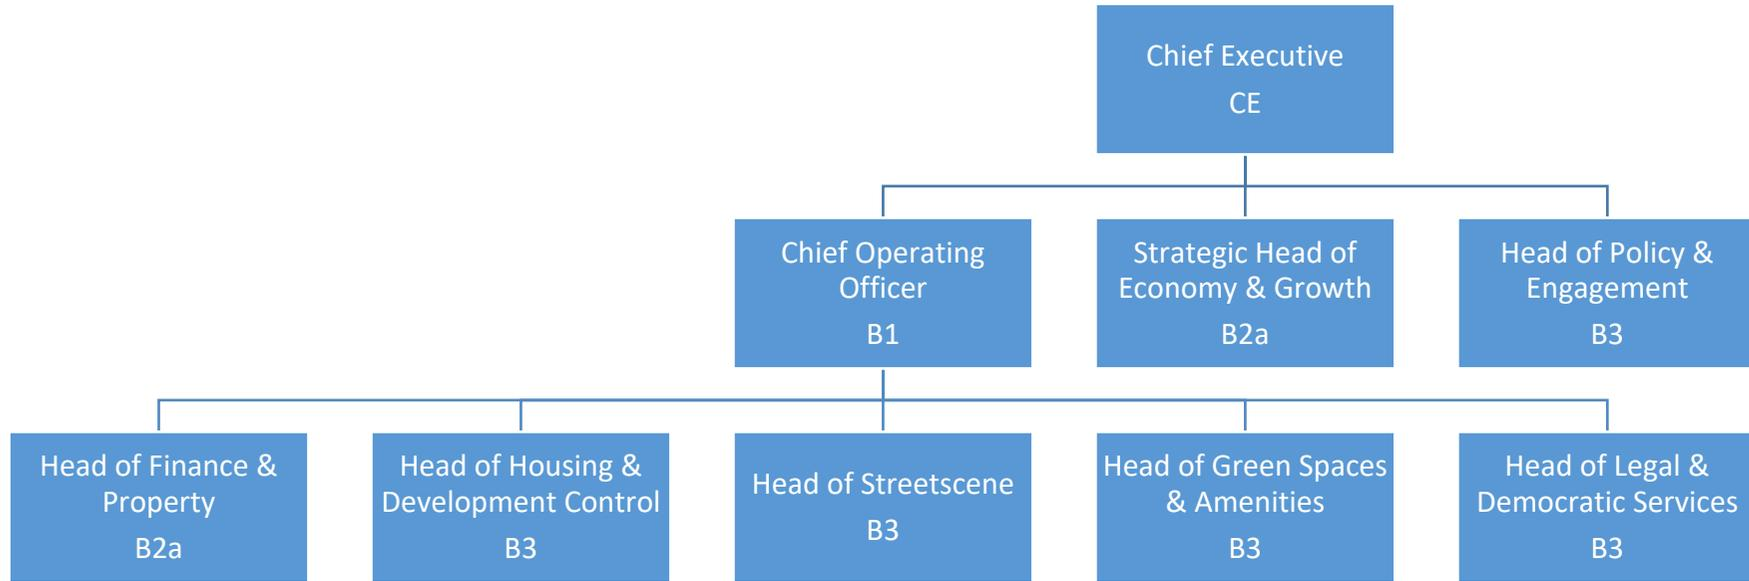 Chief Executive
CE
Chief Operating
Officer
B1
Strategic Head of
Economy & Growth
B2a
Head of Policy &
Engagement
B3
Head of Finance &
Property
B2a
Head of Housing &
Development Control
B3
Head of Streetscene
B3
Head of Green Spaces
& Amenities
B3
Head of Legal &
Democratic Services
B3